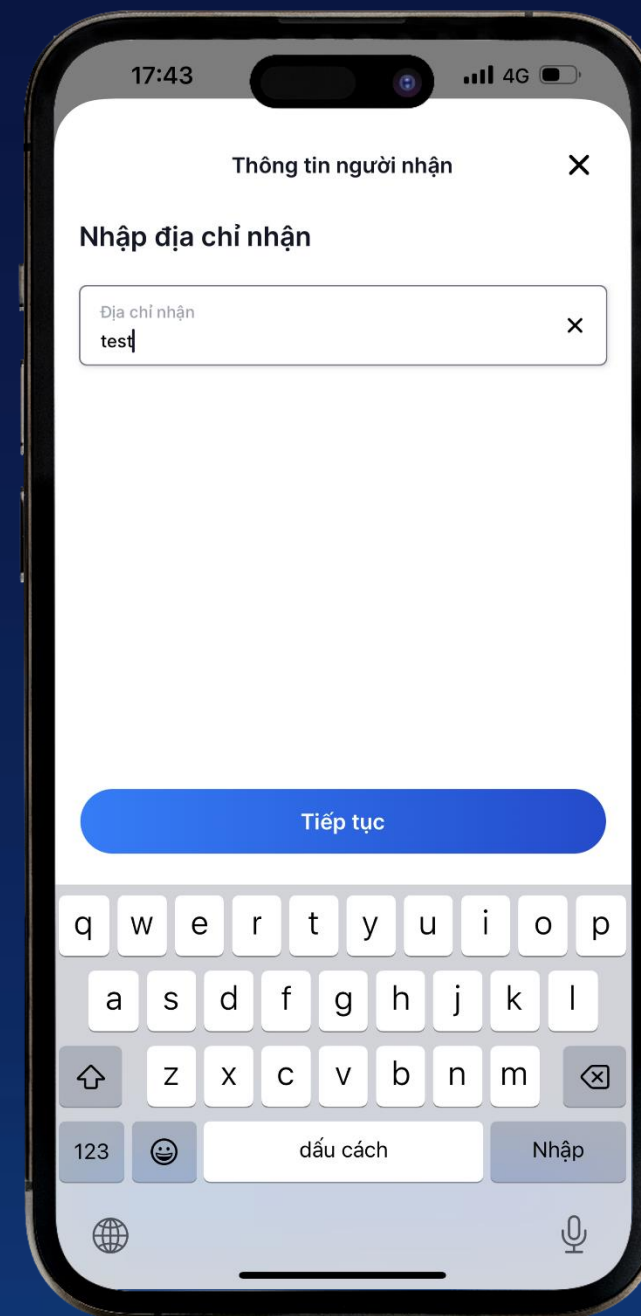 17:43 4G
Thông tin người nhận
Nhập địa chỉ nhận
Địa chỉ nhận
test
Tiếp tục
q w e r t y u i o p
a s d f g h j k l
z x c v b n m
123 dấu cách Nhập